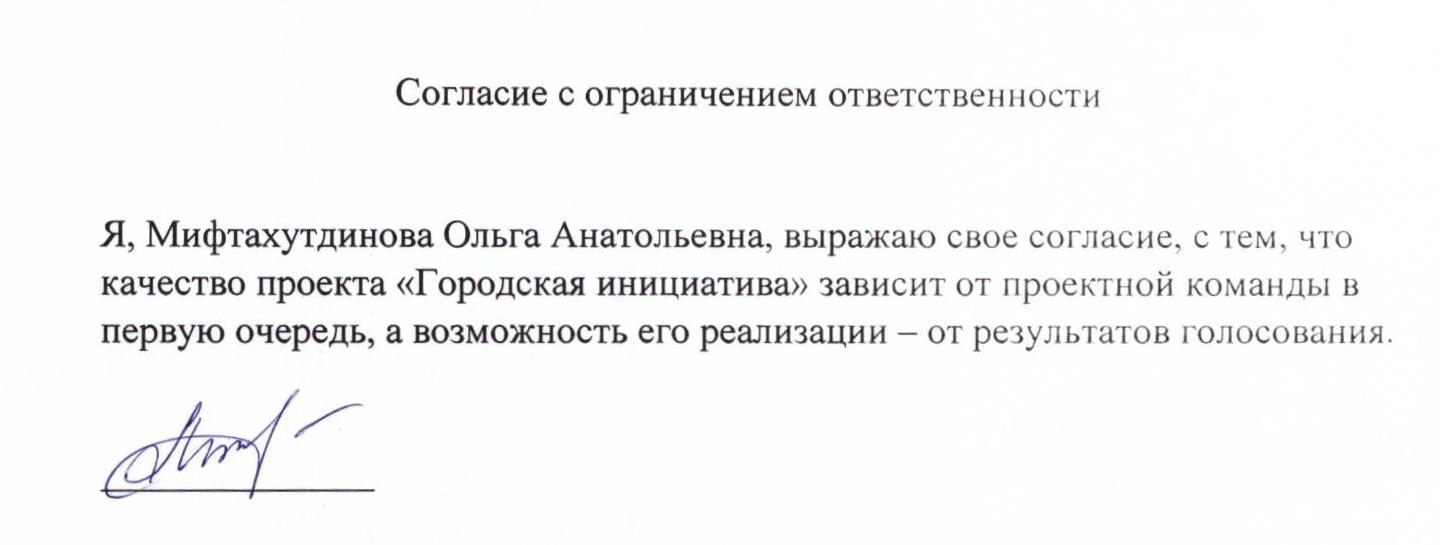 Согласие с ограничением ответственности
Я, Мифтахутдинова Ольга Анатольевна, выражаю свое согласие, с тем, что
качество проекта «Городская инициатива» зависит от проектной команды в
первую очередь, а возможность его реализации – от результатов голосования.